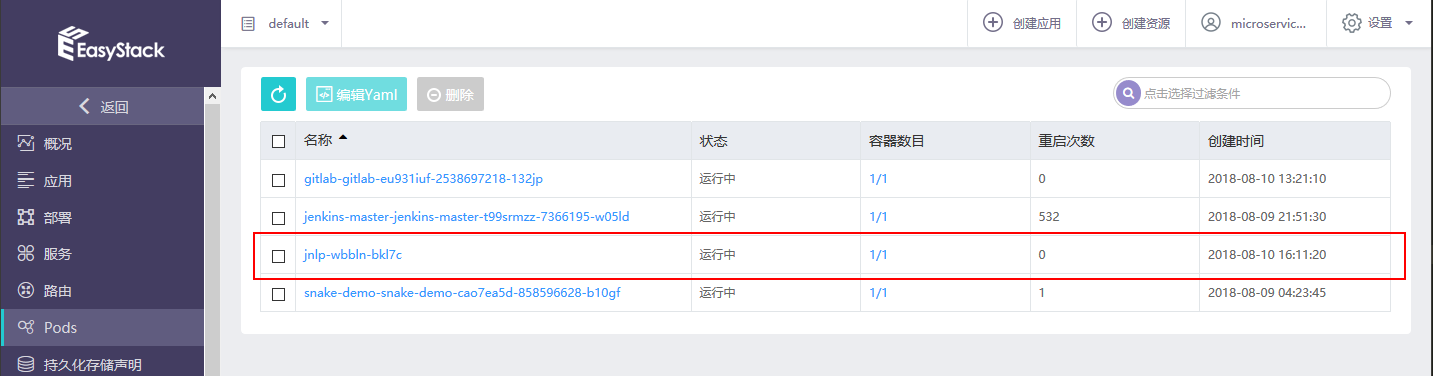 EasyStack
default
创建应用
创建资源
microservic...
设置
返回
概况
应用
部署
服务
路由
Pods
持久化存储声明
编辑Yaml
删除
点击选择过滤条件
名称 状态 容器数目 重启次数 创建时间
gitlab-gitlab-eu931iuf-2538697218-132jp 运行中 1/1 0 2018-08-10 13:21:10
jenkins-master-jenkins-master-t99srmzz-7366195-w05ld 运行中 1/1 532 2018-08-09 21:51:30
jnlp-wbbln-bkl7c 运行中 1/1 0 2018-08-10 16:11:20
snake-demo-snake-demo-cao7ea5d-858596628-b10gf 运行中 1/1 1 2018-08-09 04:23:45